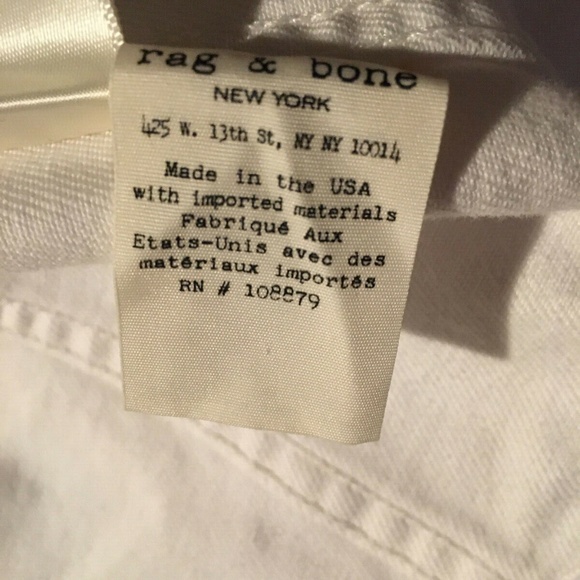 rag & bone
NEW YORK
425 W. 13th St, NY NY 10014
Made in the USA
with imported materials
Fabriqué Aux
Etats-Unis avec des
matériaux importés
RN # 108879